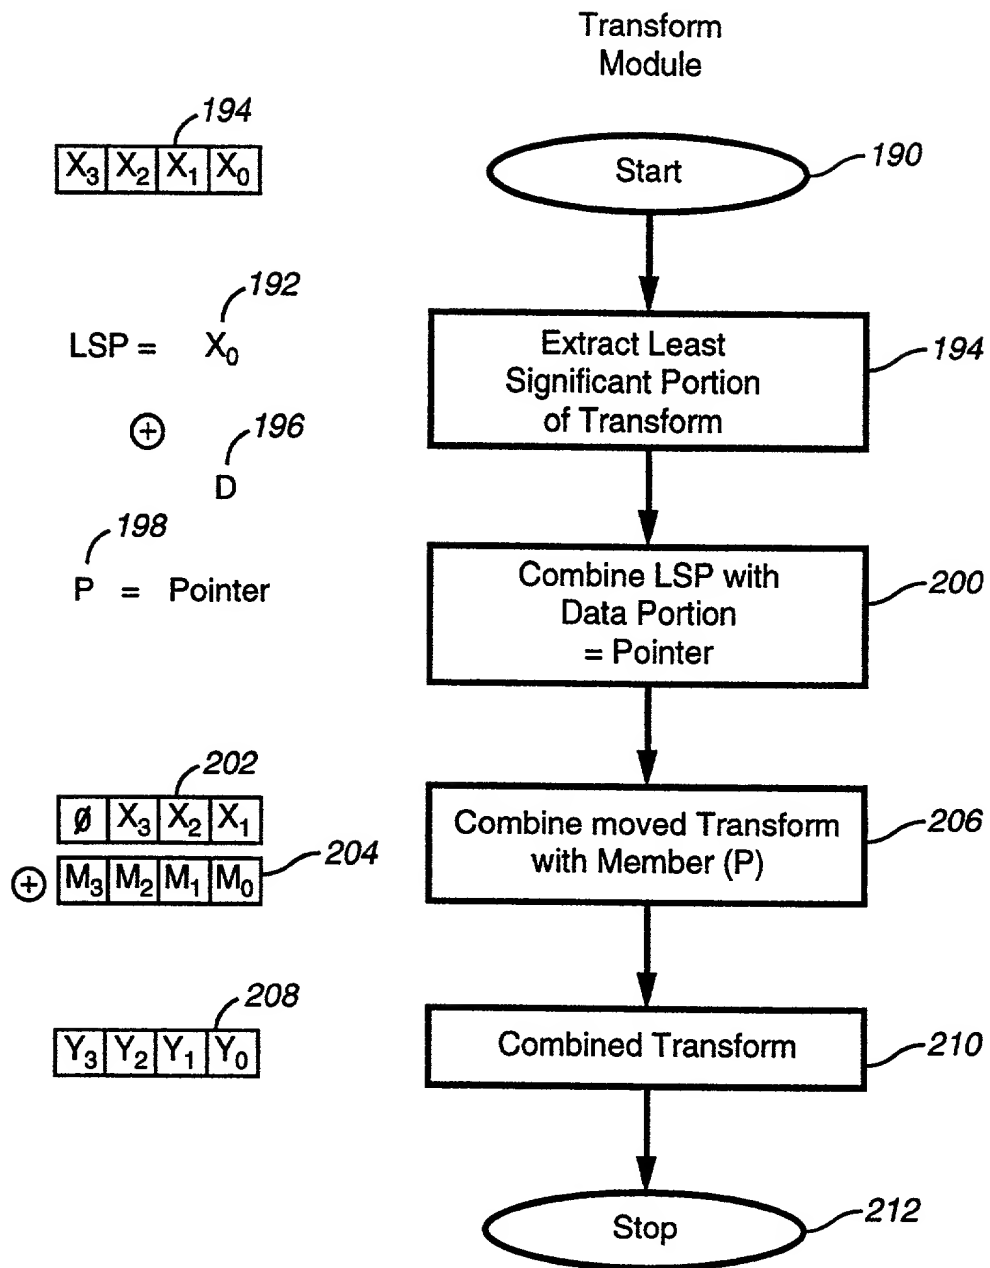 Transform
Module
194
X₃ X₂ X₁ X₀
Start
190
192
LSP = X₀
Extract Least
Significant Portion
of Transform
194
⊕
196
D
198
P = Pointer
Combine LSP with
Data Portion
= Pointer
200
202
Ø X₃ X₂ X₁
204
⊕ M₃ M₂ M₁ M₀
Combine moved Transform
with Member (P)
206
208
Y₃ Y₂ Y₁ Y₀
Combined Transform
210
Stop
212